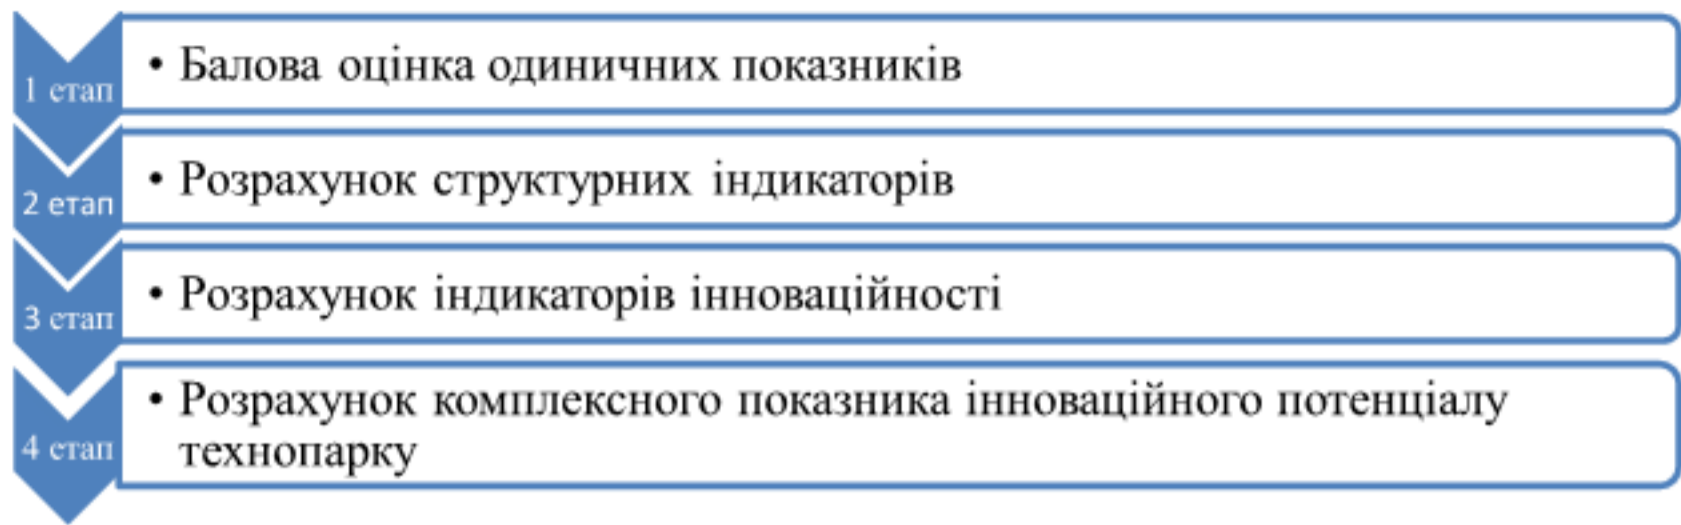 1 етап
• Балова оцінка одиничних показників
2 етап
• Розрахунок структурних індикаторів
3 етап
• Розрахунок індикаторів інноваційності
4 етап
• Розрахунок комплексного показника інноваційного потенціалу
технопарку